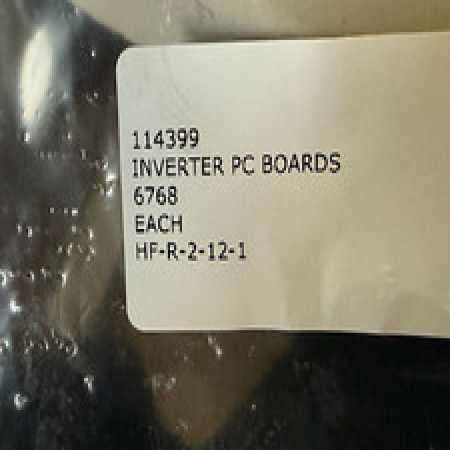 114399
INVERTER PC BOARDS
6768
EACH
HF-R-2-12-1